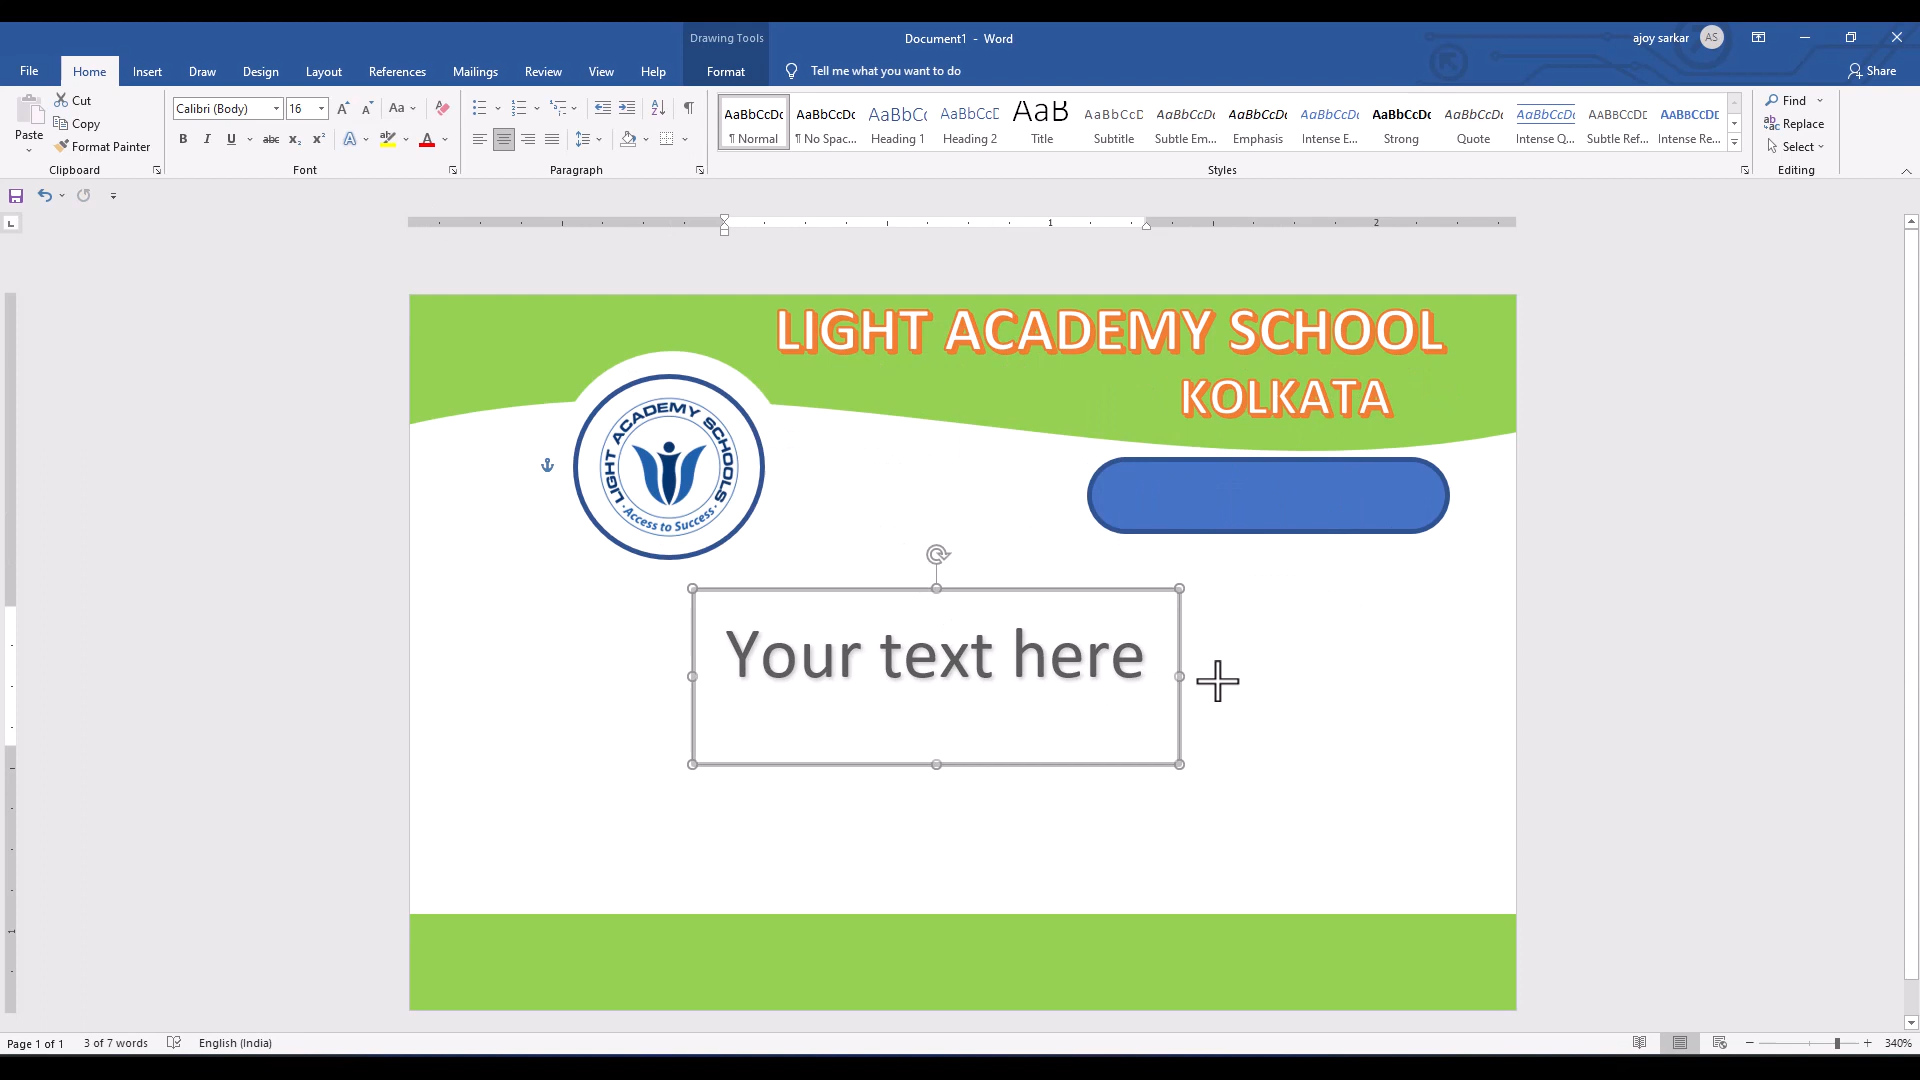 Drawing Tools
Document1 - Word
ajoy sarkar
AS
File
Home
Insert
Draw
Design
Layout
References
Mailings
Review
View
Help
Format
Tell me what you want to do
Share
Paste
Cut
Copy
Format Painter
Clipboard
Calibri (Body)
16
Font
Paragraph
AaBbCcDc
¶ Normal
AaBbCcDc
¶ No Spac...
AaBbCc
Heading 1
AaBbCcD
Heading 2
AaB
Title
AaBbCcD
Subtitle
AaBbCcDc
Subtle Em...
AaBbCcDc
Emphasis
AaBbCcDc
Intense E...
AaBbCcDc
Strong
AaBbCcDc
Quote
AaBbCcDc
Intense Q...
AABBCCDE
Subtle Ref...
AABBCCDE
Intense Re...
Styles
Find
Replace
Select
Editing
1
2
LIGHT ACADEMY SCHOOL
KOLKATA
LIGHT ACADEMY SCHOOLS
Access to Success
Your text here
1
Page 1 of 1
3 of 7 words
English (India)
340%